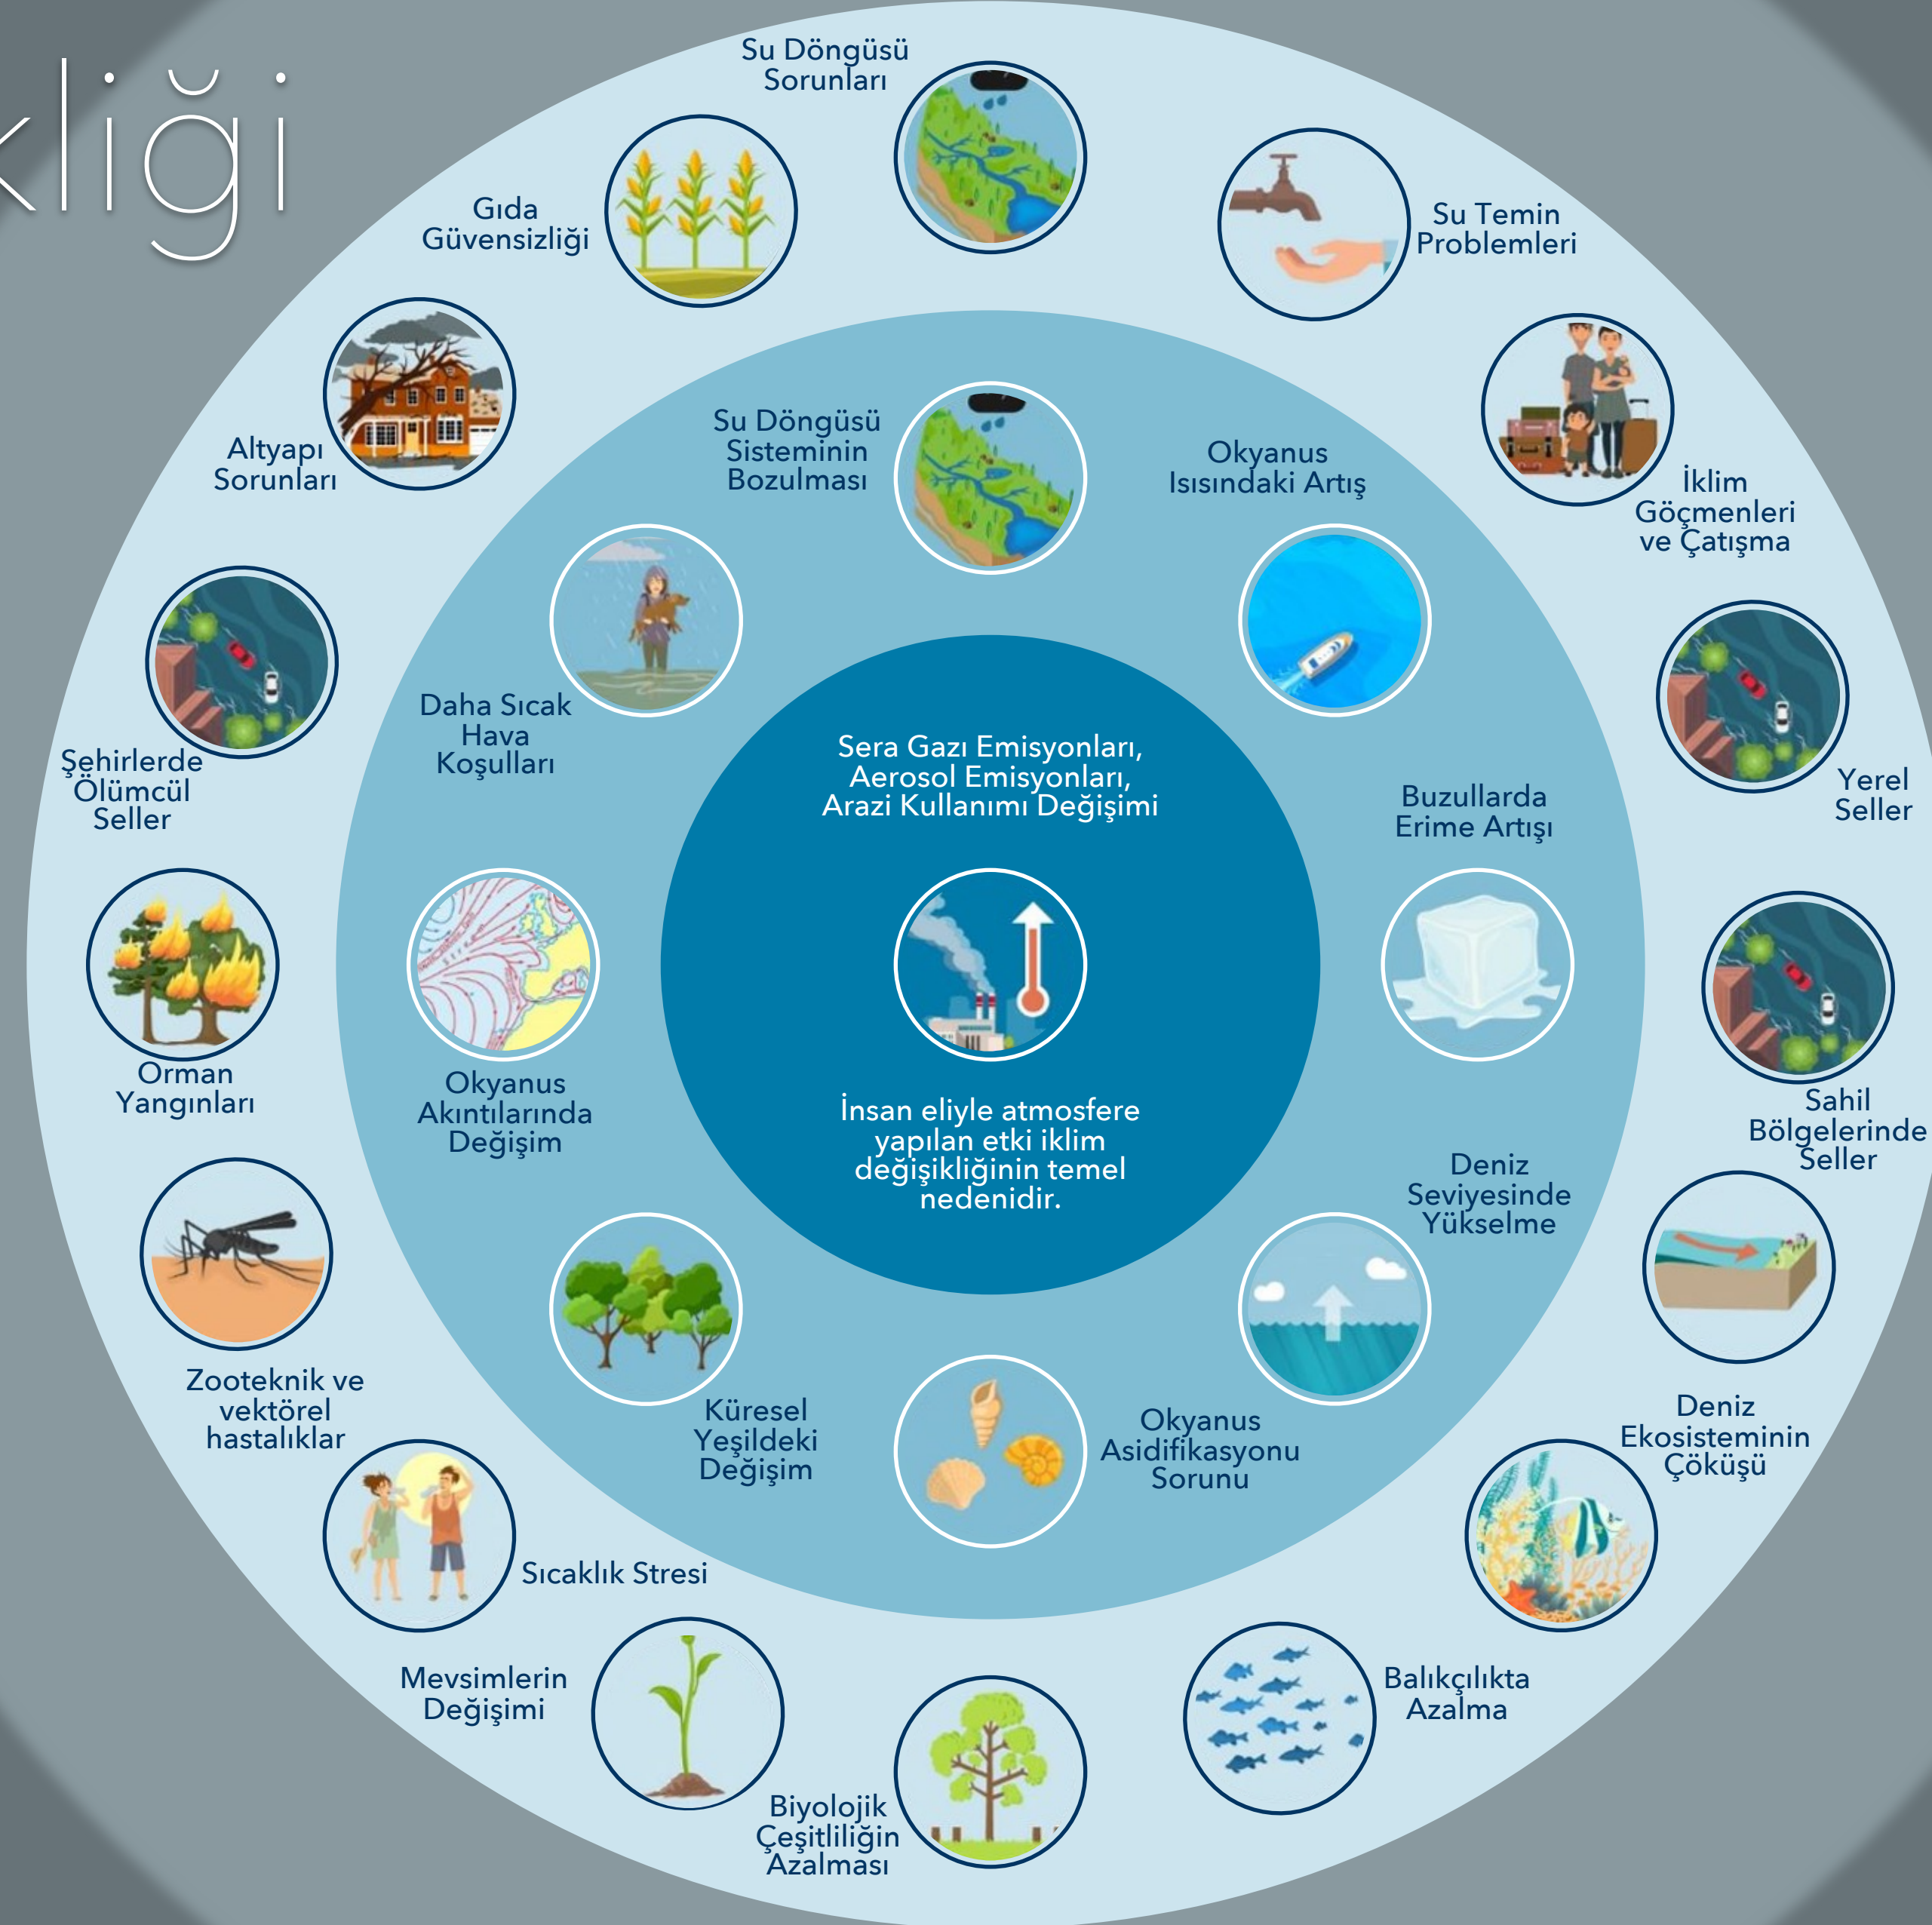 kliği
Su Döngüsü
Sorunları
Su Temin
Problemleri
İklim
Göçmenleri
ve Çatışma
Yerel
Seller
Sahil
Bölgelerinde
Seller
Deniz
Ekosisteminin
Çöküşü
Balıkçılıkta
Azalma
Biyolojik
Çeşitliliğin
Azalması
Mevsimlerin
Değişimi
Sıcaklık Stresi
Zooteknik ve
vektörel
hastalıklar
Orman
Yangınları
Şehirlerde
Ölümcül
Seller
Altyapı
Sorunları
Gıda
Güvensizliği
Su Döngüsü
Sisteminin
Bozulması
Okyanus
Isısındaki Artış
Buzullarda
Erime Artışı
Deniz
Seviyesinde
Yükselme
Okyanus
Asidifikasyonu
Sorunu
Küresel
Yeşildeki
Değişim
Okyanus
Akıntılarında
Değişim
Daha Sıcak
Hava
Koşulları
Sera Gazı Emisyonları,
Aerosol Emisyonları,
Arazi Kullanımı Değişimi
İnsan eliyle atmosfere
yapılan etki iklim
değişikliğinin temel
nedenidir.